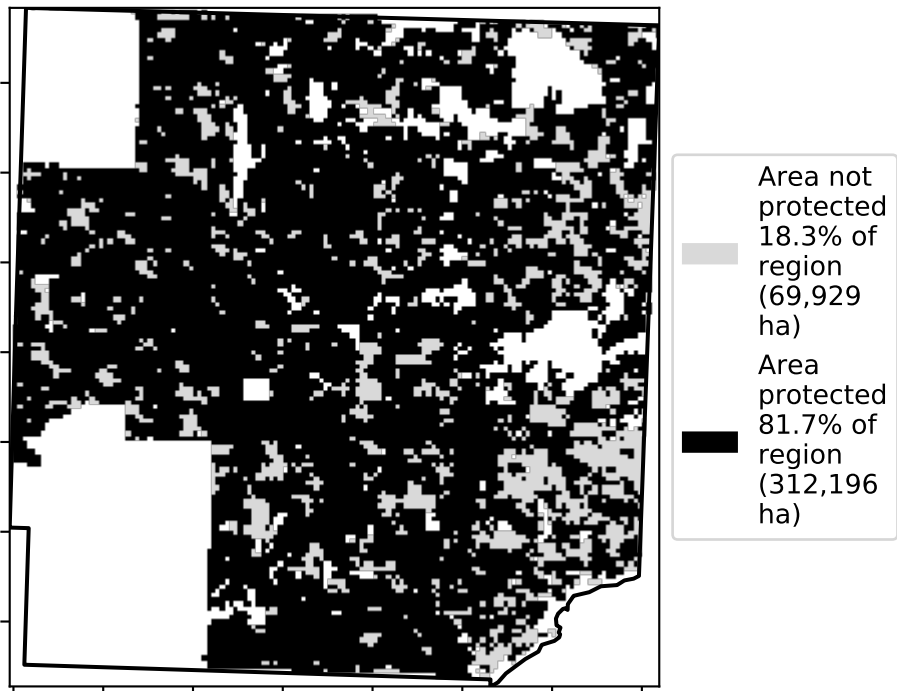 Area not
protected
18.3% of
region
(69,929
ha)
Area
protected
81.7% of
region
(312,196
ha)